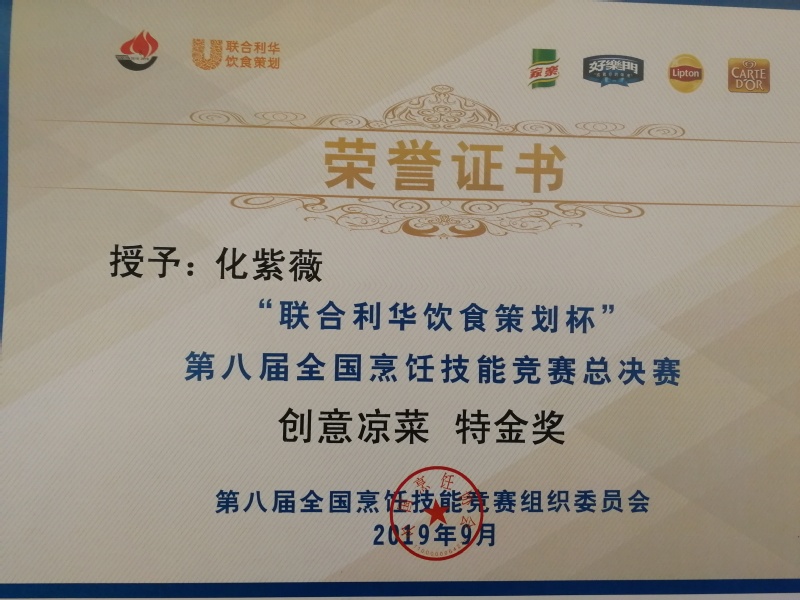 联合利华
饮食策划
家樂
好樂門
Lipton
CARTE
D'OR
荣誉证书
授予：化紫薇
“联合利华饮食策划杯”
第八届全国烹饪技能竞赛总决赛
创意凉菜 特金奖
第八届全国烹饪技能竞赛组织委员会
2019年9月